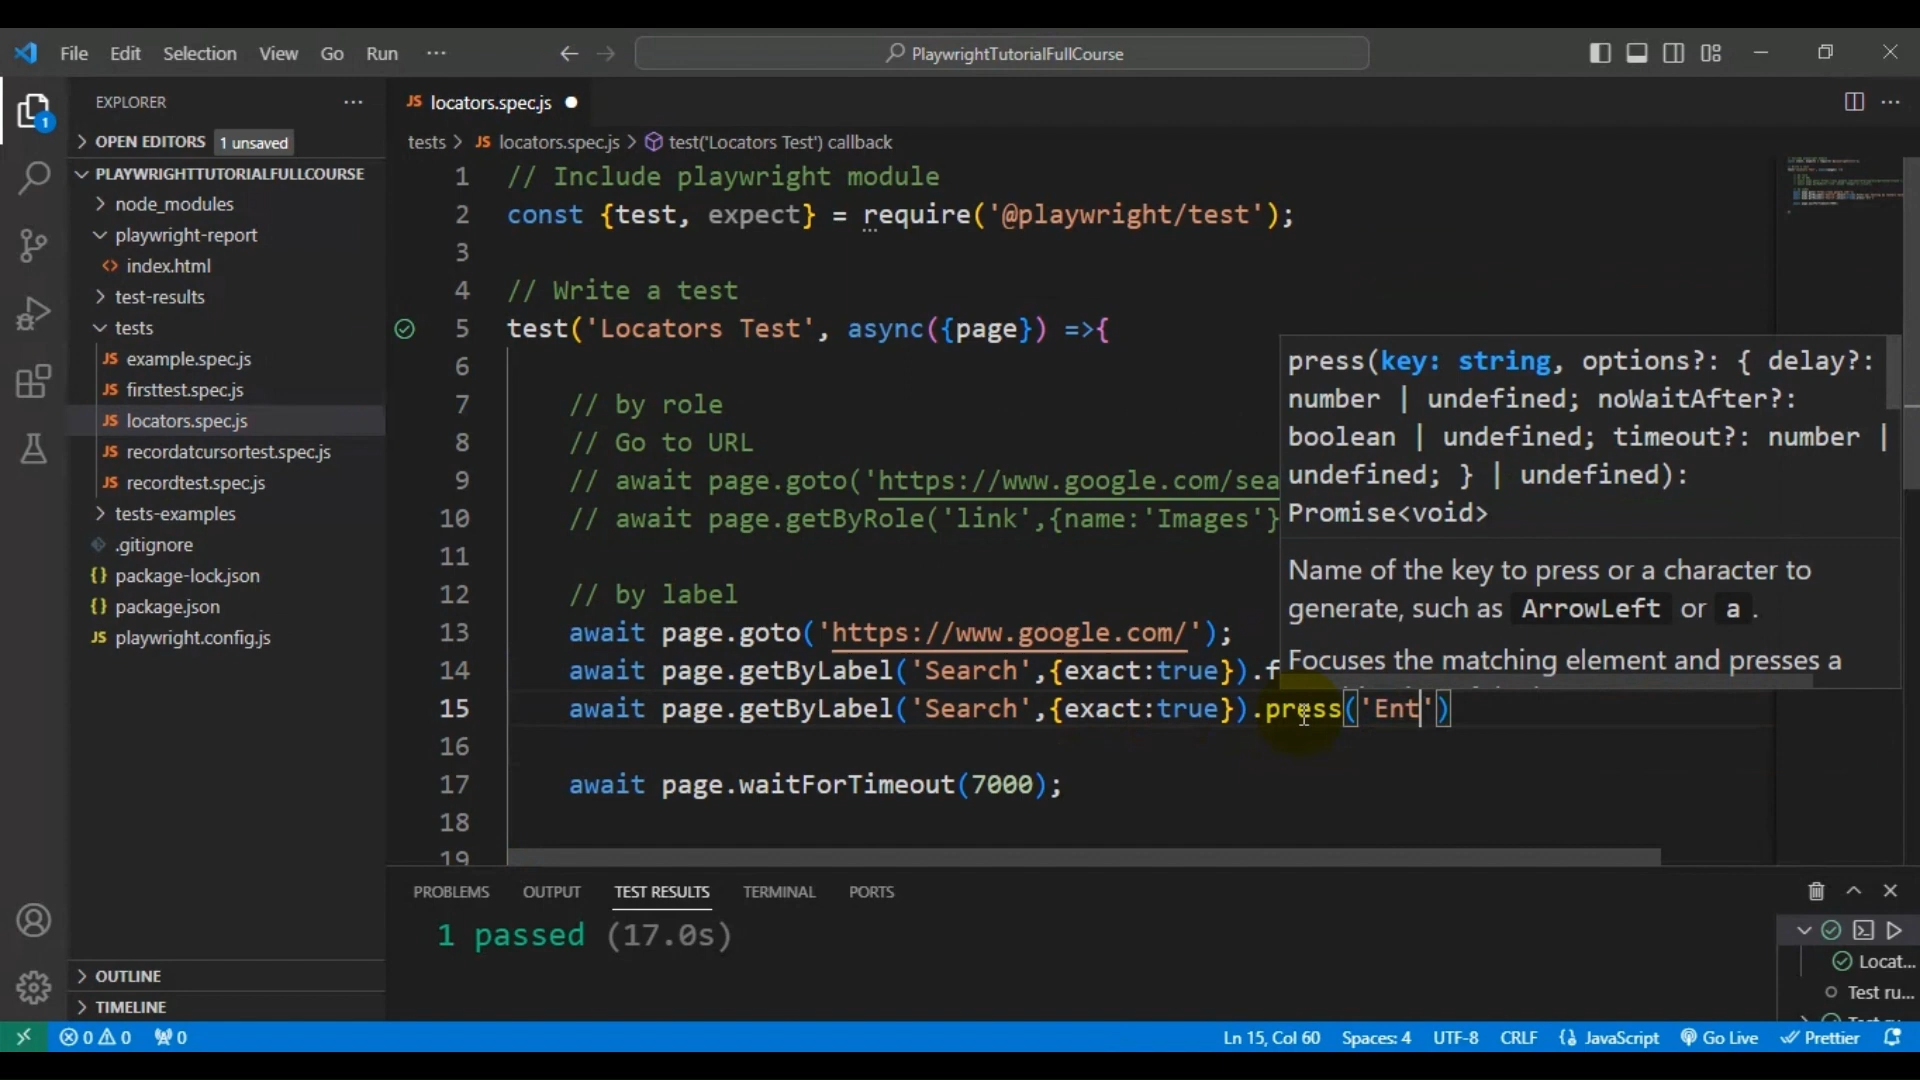 File Edit Selection View Go Run ··· PlaywrightTutorialFullCourse
EXPLORER ···
1
OPEN EDITORS 1 unsaved
PLAYWRIGHTTUTORIALFULLCOURSE
node_modules
playwright-report
<> index.html
test-results
tests
JS example.spec.js
JS firsttest.spec.js
JS locators.spec.js
JS recordatcursortest.spec.js
JS recordtest.spec.js
tests-examples
.gitignore
{} package-lock.json
{} package.json
JS playwright.config.js
OUTLINE
TIMELINE
JS locators.spec.js
tests > JS locators.spec.js > test('Locators Test') callback
1 // Include playwright module
2 const {test, expect} = require('@playwright/test');
3
4 // Write a test
5 test('Locators Test', async({page}) =>{
6
7 // by role
8 // Go to URL
9 // await page.goto('https://www.google.com/sea
10 // await page.getByRole('link',{name:'Images'}
11
12 // by label
13 await page.goto('https://www.google.com/');
14 await page.getByLabel('Search',{exact:true}).f
15 await page.getByLabel('Search',{exact:true}).press('Ent')
16
17 await page.waitForTimeout(7000);
18
19
press(key: string, options?: { delay?:
number | undefined; noWaitAfter?:
boolean | undefined; timeout?: number |
undefined; } | undefined):
Promise<void>
Name of the key to press or a character to
generate, such as ArrowLeft or a .
Focuses the matching element and presses a
PROBLEMS OUTPUT TEST RESULTS TERMINAL PORTS
1 passed (17.0s)
Locat...
Test ru...
0 0 0 Ln 15, Col 60 Spaces: 4 UTF-8 CRLF {} JavaScript Go Live Prettier